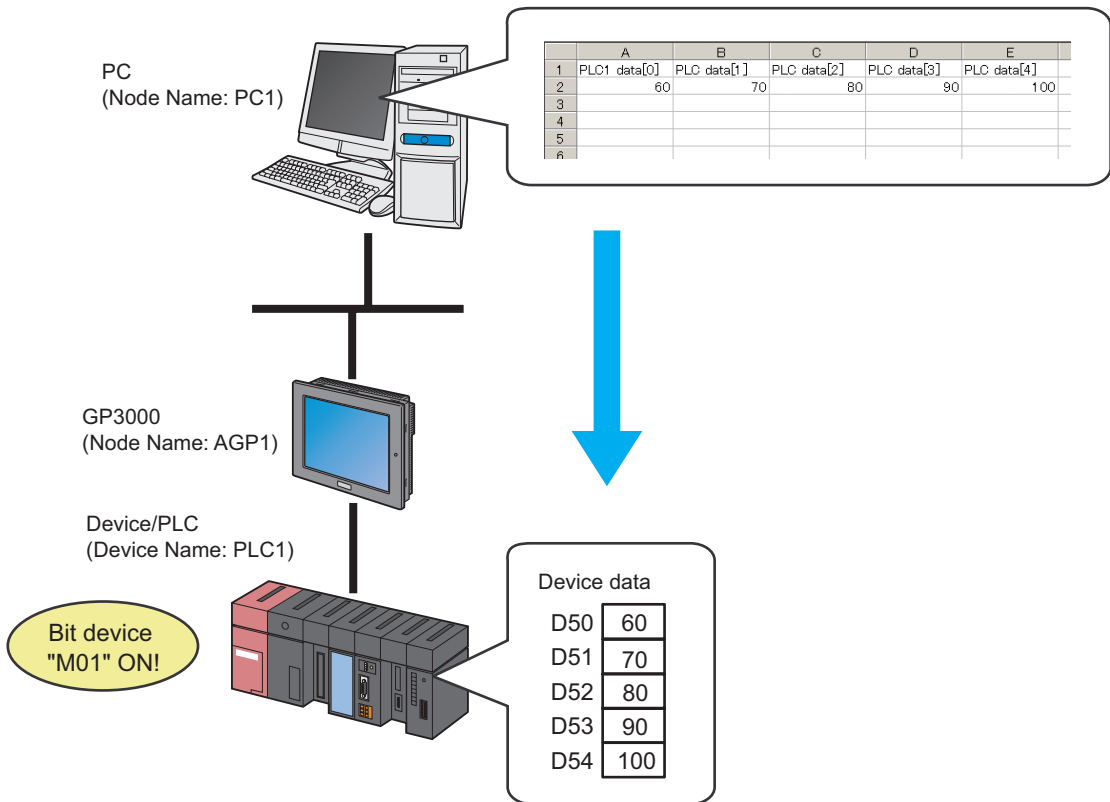 PC
(Node Name: PC1)
A B C D E
1 PLC1 data[0] PLC data[1] PLC data[2] PLC data[3] PLC data[4]
2 60 70 80 90 100
3
4
5
6
GP3000
(Node Name: AGP1)
Device/PLC
(Device Name: PLC1)
Bit device
"M01" ON!
Device data
D50 60
D51 70
D52 80
D53 90
D54 100